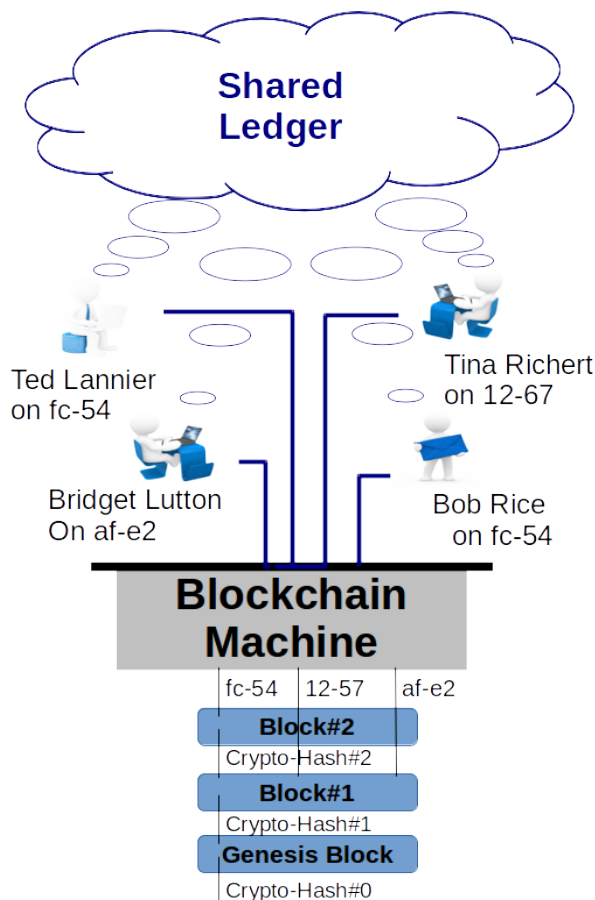 Shared
Ledger
Ted Lannier
on fc-54
Tina Richert
on 12-67
Bridget Lutton
On af-e2
Bob Rice
on fc-54
Blockchain
Machine
fc-54 12-57 af-e2
Block#2
Crypto-Hash#2
Block#1
Crypto-Hash#1
Genesis Block
Crypto-Hash#0